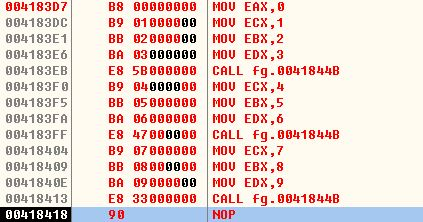 004183D7 B8 00000000 MOV EAX,0
004183DC B9 01000000 MOV ECX,1
004183E1 BB 02000000 MOV EBX,2
004183E6 BA 03000000 MOV EDX,3
004183EB E8 5B000000 CALL fg.0041844B
004183F0 B9 04000000 MOV ECX,4
004183F5 BB 05000000 MOV EBX,5
004183FA BA 06000000 MOV EDX,6
004183FF E8 47000000 CALL fg.0041844B
00418404 B9 07000000 MOV ECX,7
00418409 BB 08000000 MOV EBX,8
0041840E BA 09000000 MOV EDX,9
00418413 E8 33000000 CALL fg.0041844B
00418418 90 NOP